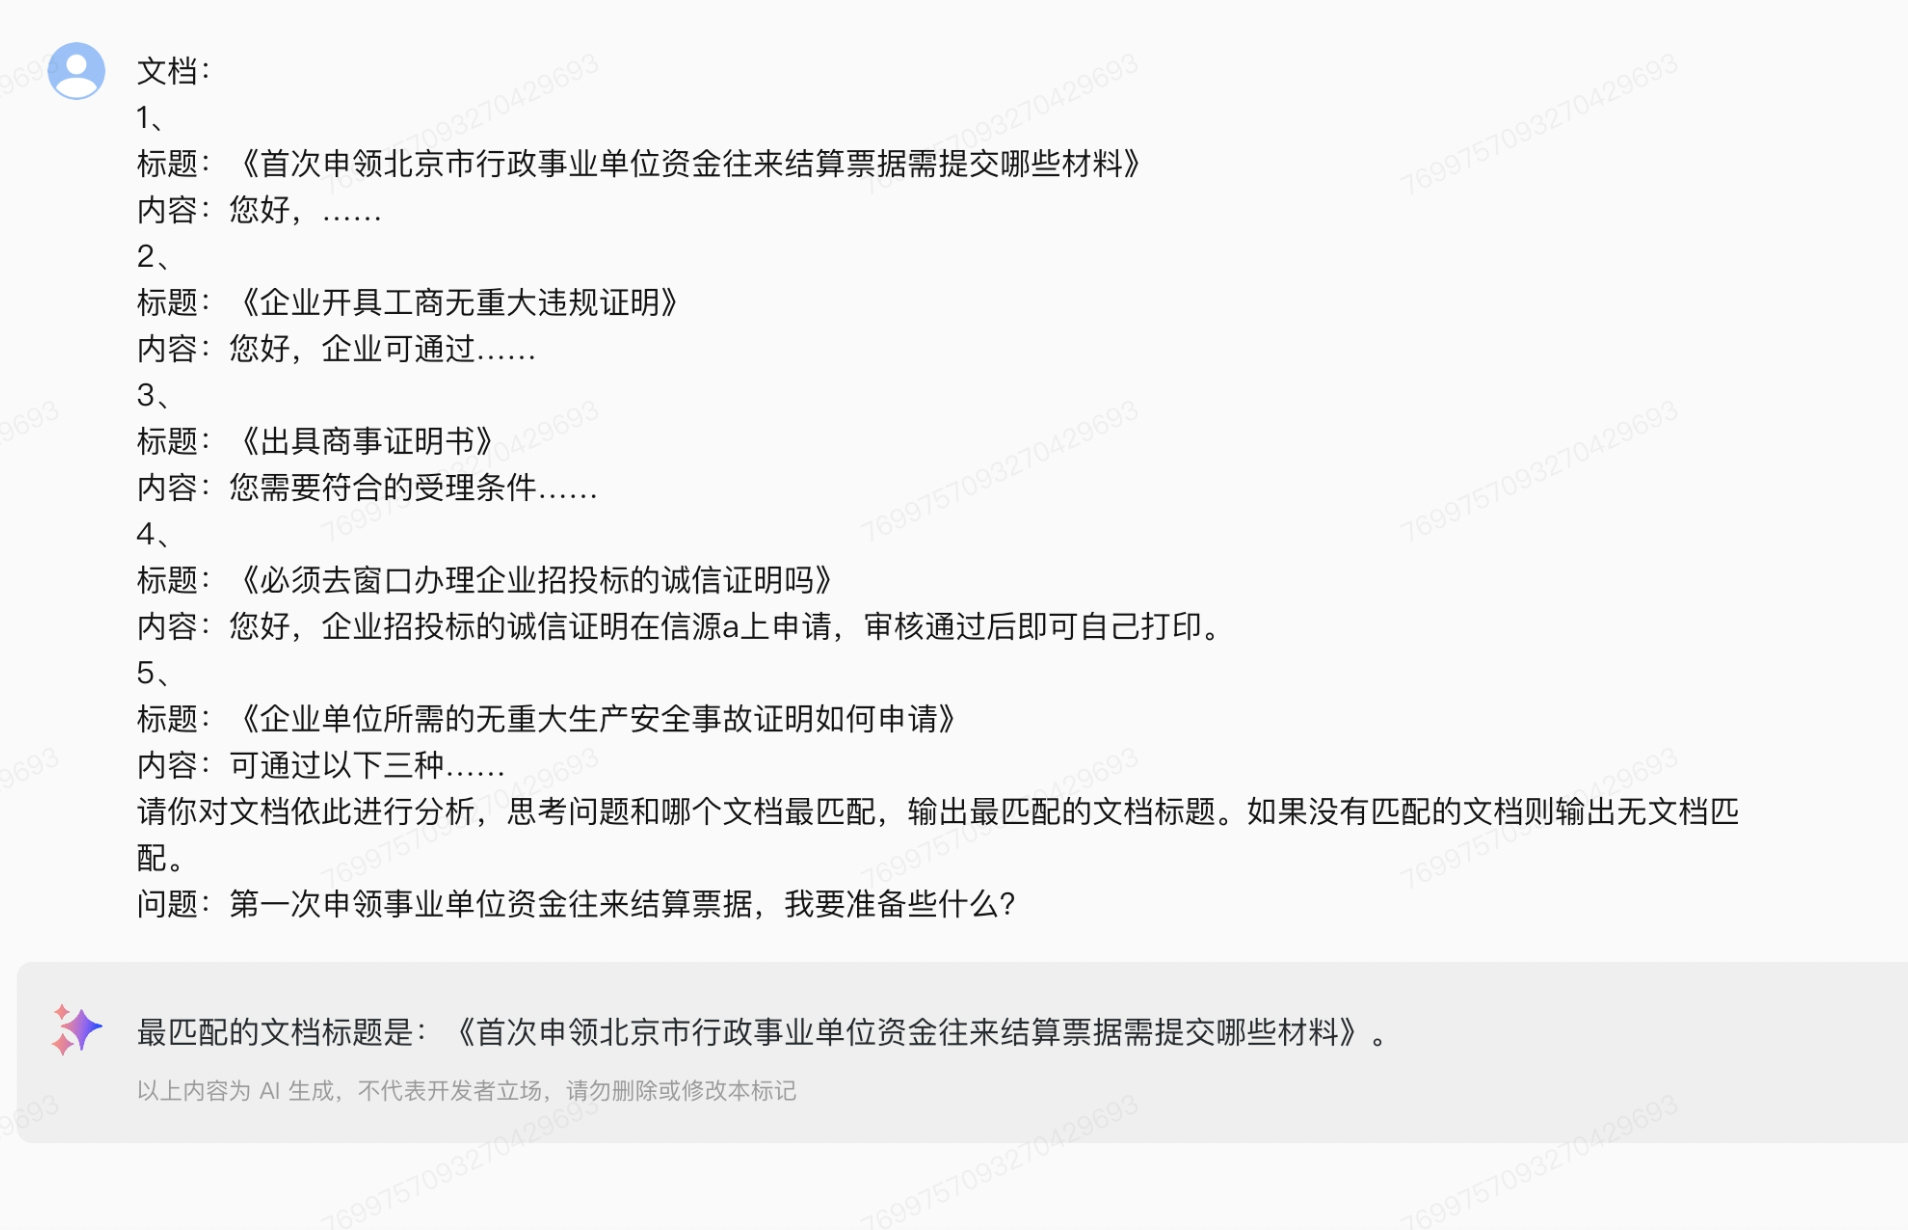 文档：
1、
标题：《首次申领北京市行政事业单位资金往来结算票据需提交哪些材料》
内容：您好，……
2、
标题：《企业开具工商无重大违规证明》
内容：您好，企业可通过……
3、
标题：《出具商事证明书》
内容：您需要符合的受理条件……
4、
标题：《必须去窗口办理企业招投标的诚信证明吗》
内容：您好，企业招投标的诚信证明在信源a上申请，审核通过后即可自己打印。
5、
标题：《企业单位所需的无重大生产安全事故证明如何申请》
内容：可通过以下三种……
请你对文档依此进行分析，思考问题和哪个文档最匹配，输出最匹配的文档标题。如果没有匹配的文档则输出无文档匹
配。
问题：第一次申领事业单位资金往来结算票据，我要准备些什么？
最匹配的文档标题是：《首次申领北京市行政事业单位资金往来结算票据需提交哪些材料》。
以上内容为 AI 生成，不代表开发者立场，请勿删除或修改本标记
7699757093270429693